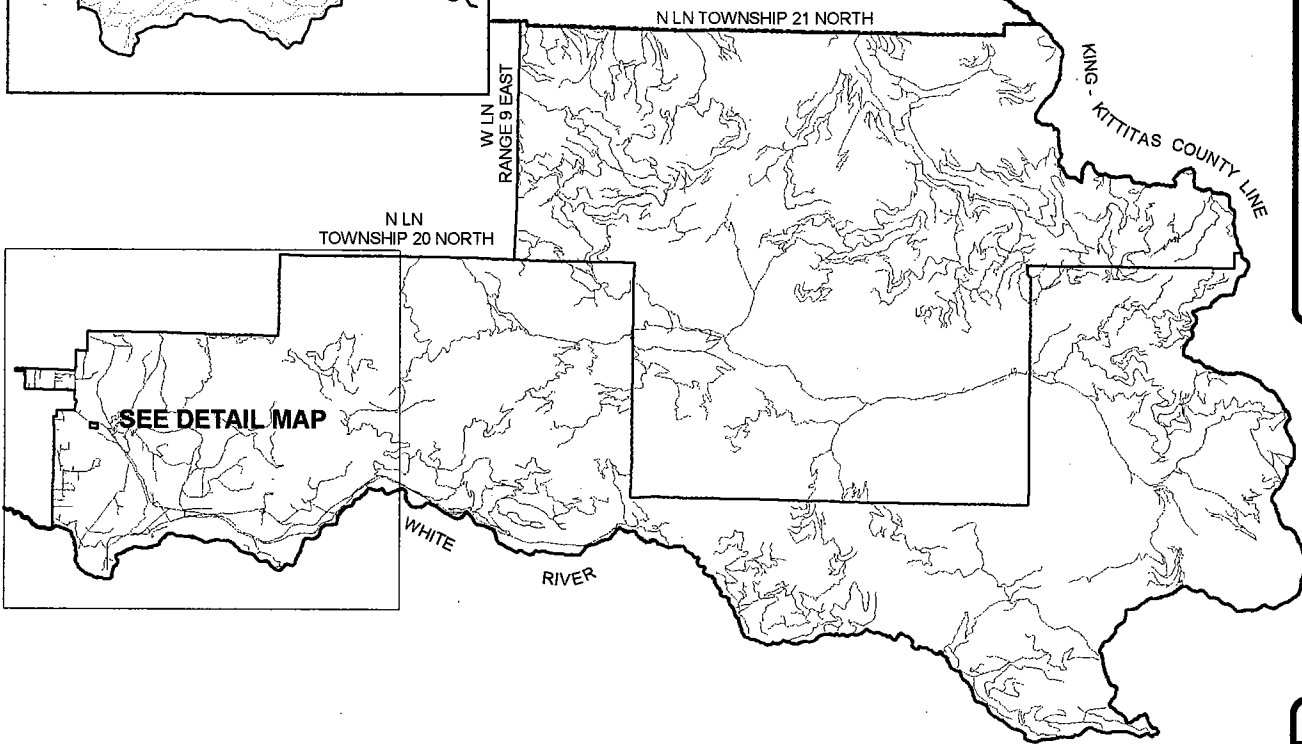 N LN TOWNSHIP 21 NORTH
KING - KITTITAS COUNTY LINE
W LN
RANGE 9 EAST
N LN
TOWNSHIP 20 NORTH
SEE DETAIL MAP
WHITE
RIVER